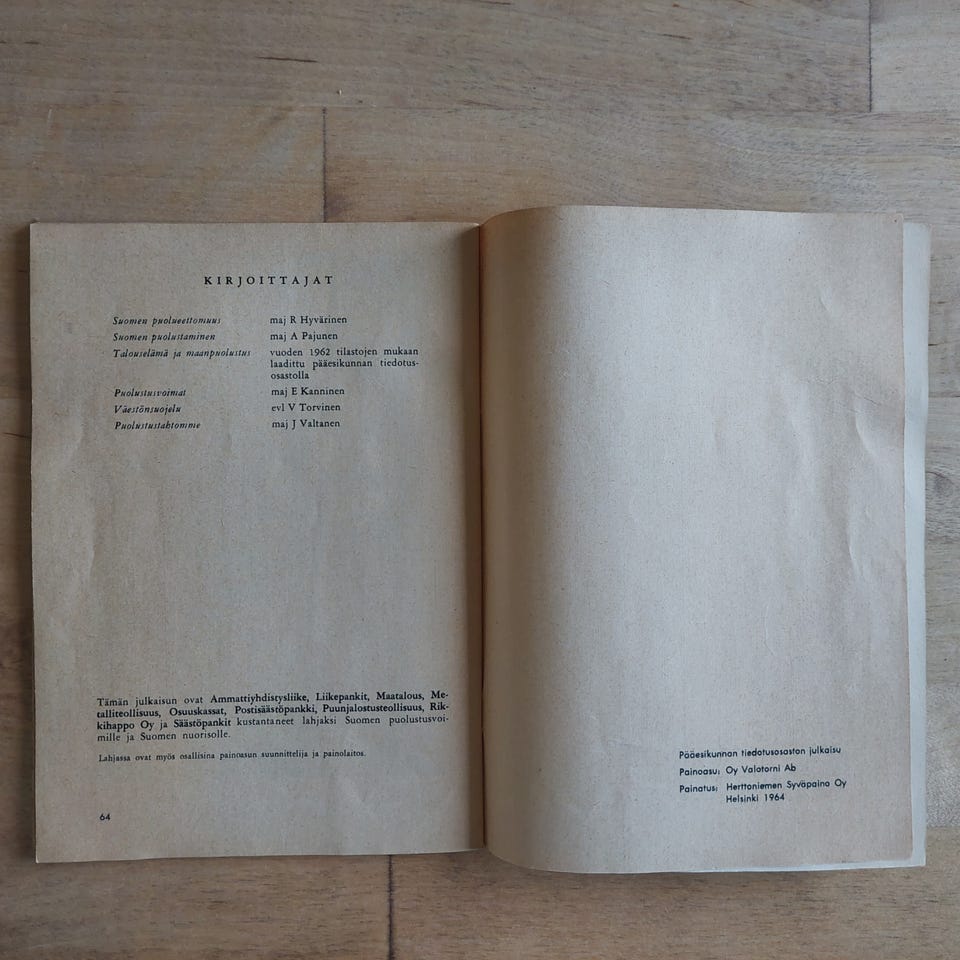 KIRJOITTAJAT
Suomen puolueettomuus maj R Hyvärinen
Suomen puolustaminen maj A Pajunen
Talouselämä ja maanpuolustus vuoden 1962 tilastojen mukaan
laadittu pääesikunnan tiedotus-
osastolla
Puolustusvoimat maj E Kanninen
Väestönsuojelu evl V Torvinen
Puolustustahtomme maj J Valtanen
Tämän julkaisun ovat Ammattiyhdistysliike, Liikepankit, Maatalous, Me-
talliteollisuus, Osuuskassat, Postisäästöpankki, Puunjalostusteollisuus, Rik-
kihappo Oy ja Säästöpankit kustantaneet lahjaksi Suomen puolustusvoi-
mille ja Suomen nuorisolle.
Lahjassa ovat myös osallisina painoasun suunnittelija ja painolaitos.
64
Pääesikunnan tiedotusosaston julkaisu
Painoasu: Oy Valotorni Ab
Painatus: Herttoniemen Syväpaino Oy
Helsinki 1964